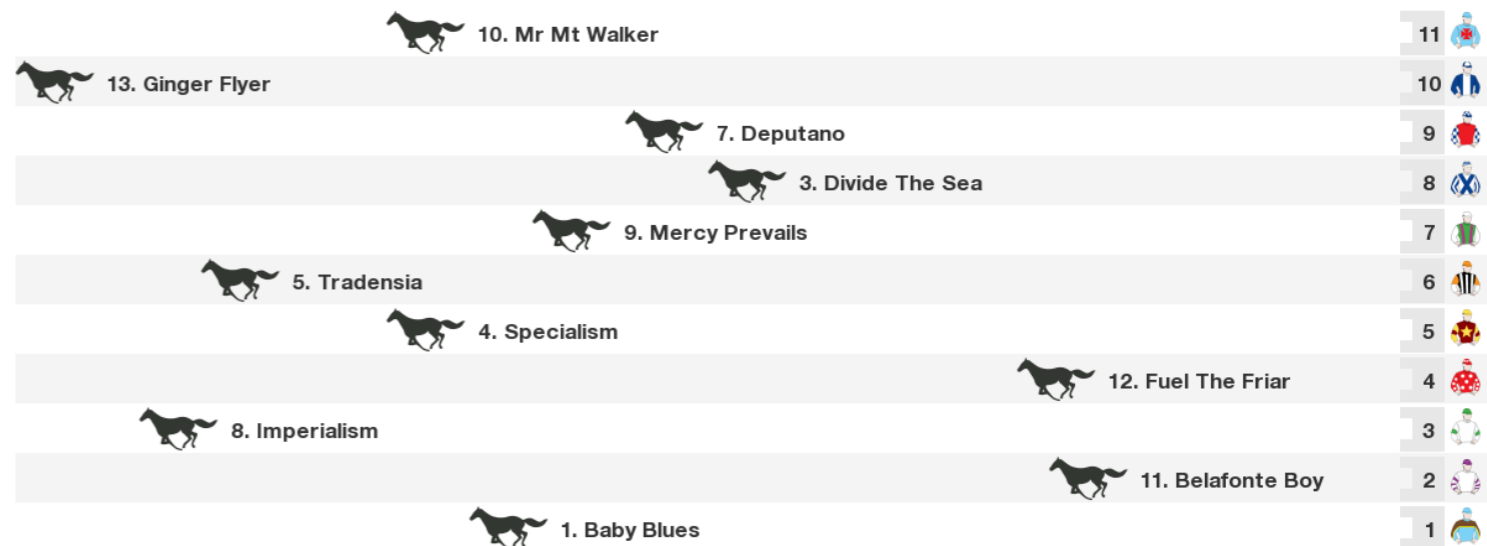 10. Mr Mt Walker 11
13. Ginger Flyer 10
7. Deputano 9
3. Divide The Sea 8
9. Mercy Prevails 7
5. Tradensia 6
4. Specialism 5
12. Fuel The Friar 4
8. Imperialism 3
11. Belafonte Boy 2
1. Baby Blues 1